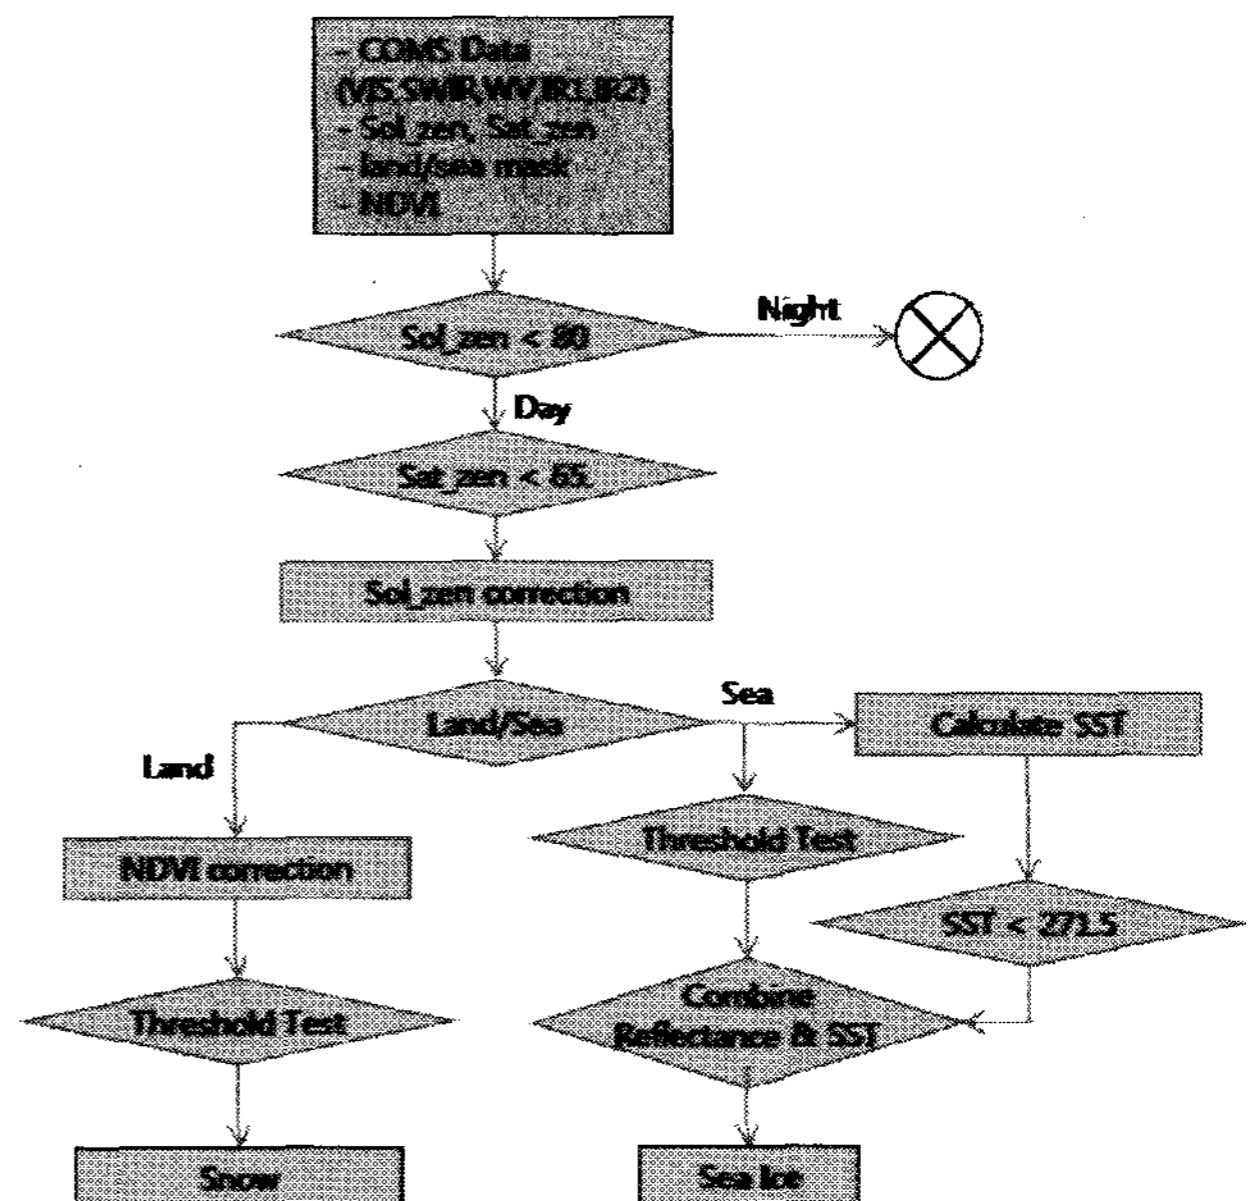 - COMS Data
(VIS,SWIR,WV,IR1,IR2)
- Sol_zen, Sat_zen
- land/sea mask
- NDVI
Sol_zen < 80
Night
Day
Sat_zen < 65
Sol_zen correction
Land/Sea
Sea
Calculate SST
Land
Threshold Test
NDVI correction
SST < 271.5
Combine
Reflectance & SST
Threshold Test
Snow
Sea Ice